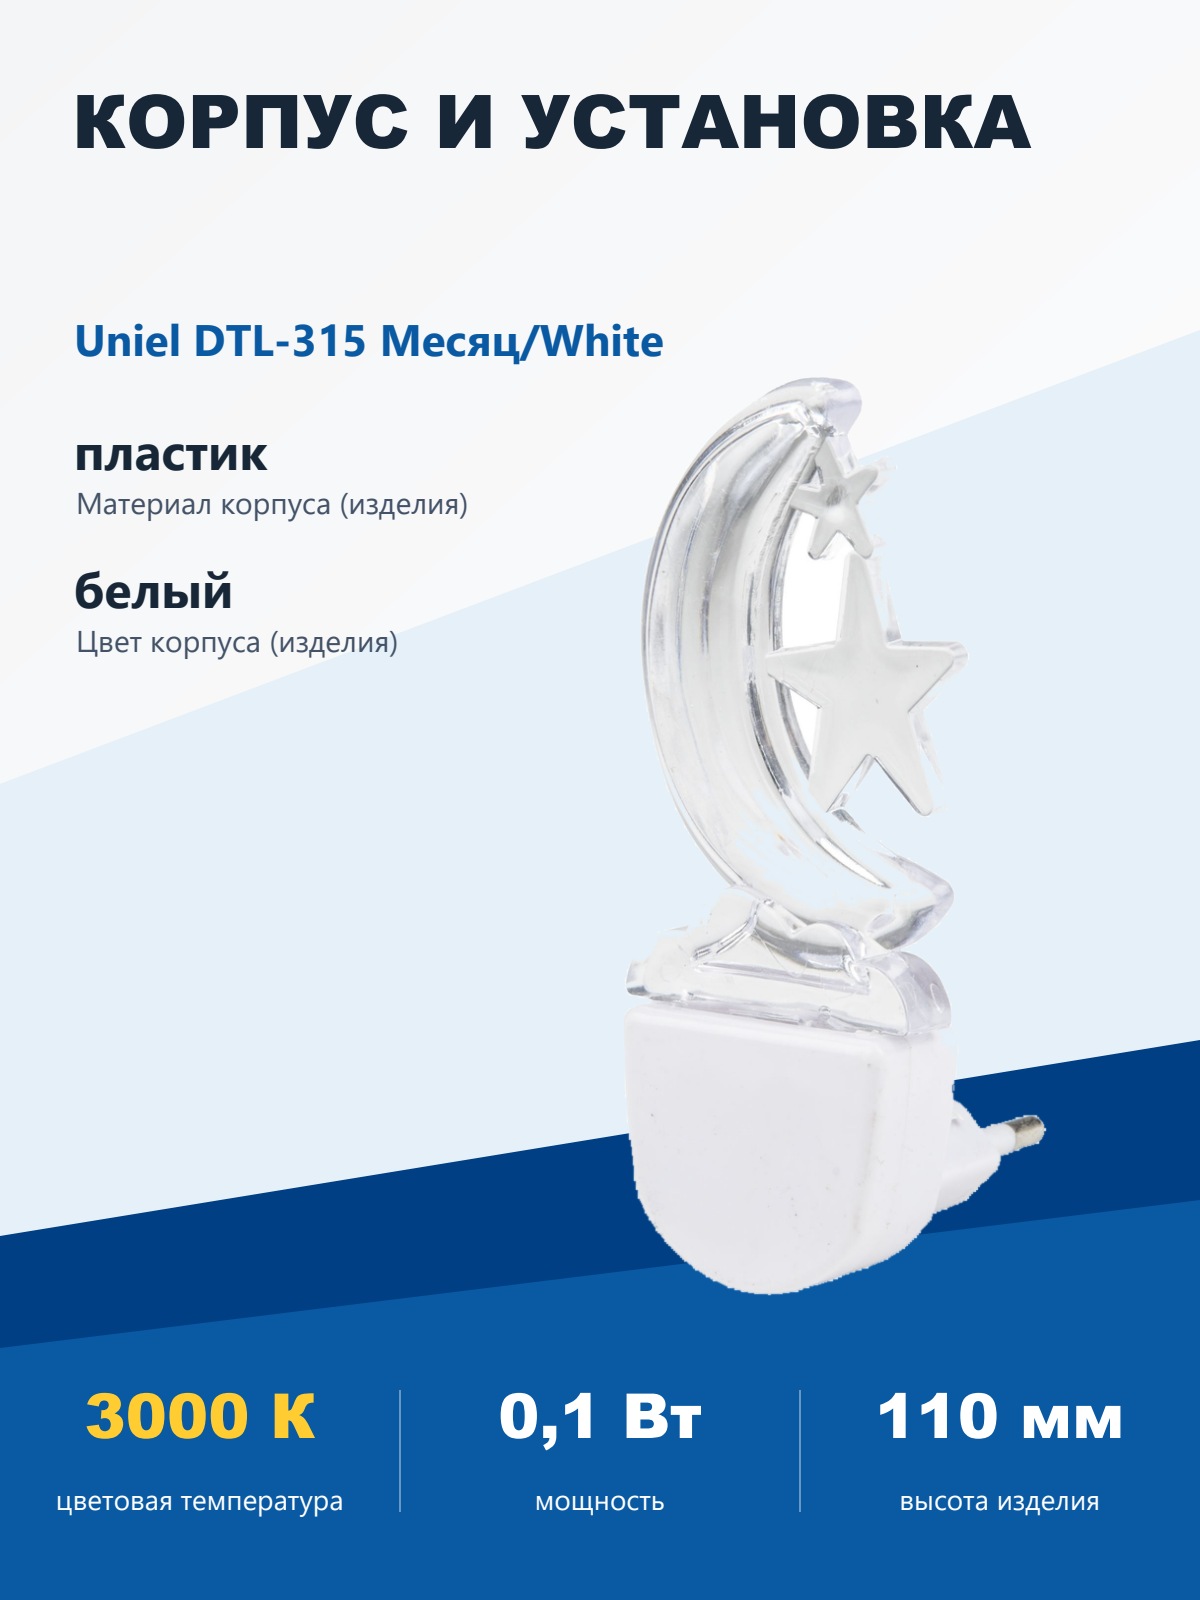 КОРПУС И УСТАНОВКА
Uniel DTL-315 Месяц/White
пластик
Материал корпуса (изделия)
белый
Цвет корпуса (изделия)
3000 К
цветовая температура
0,1 Вт
мощность
110 мм
высота изделия